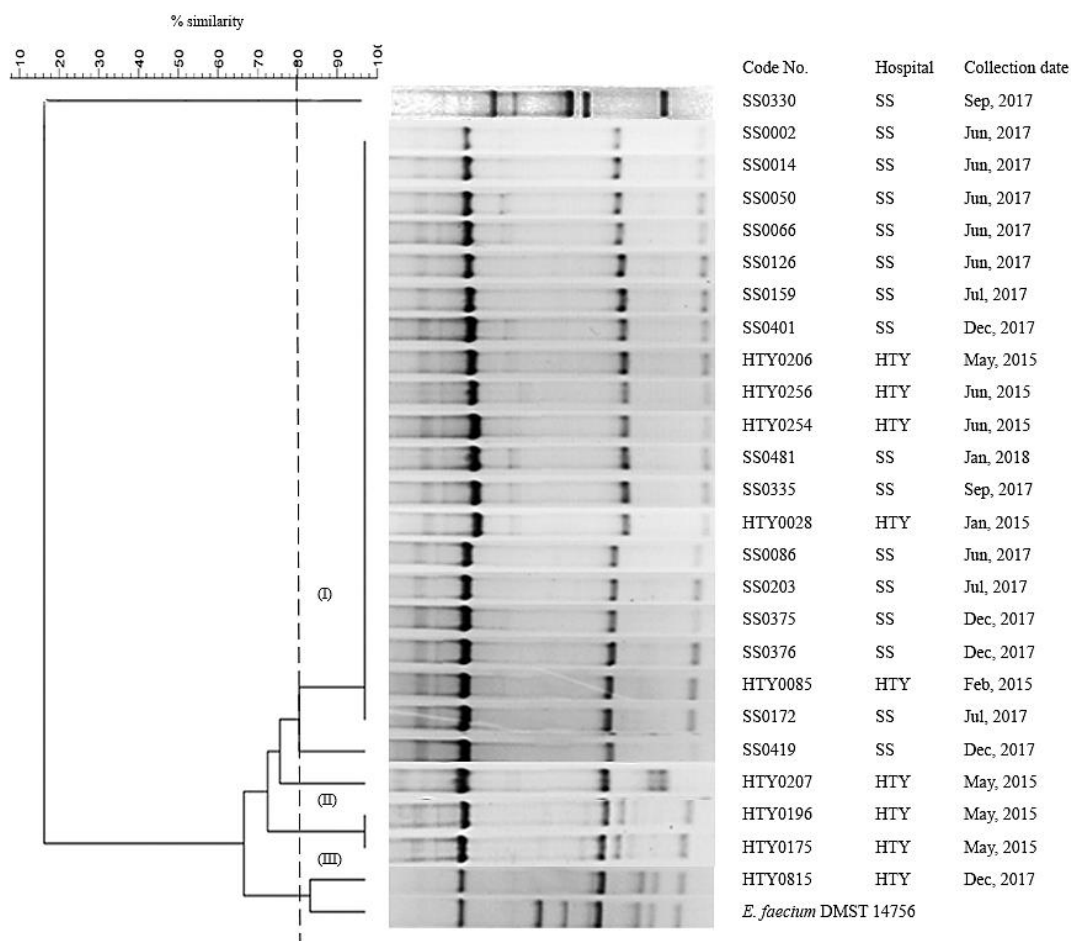 % similarity
10 20 30 40 50 60 70 80 90 100
Code No. Hospital Collection date
SS0330 SS Sep, 2017
SS0002 SS Jun, 2017
SS0014 SS Jun, 2017
SS0050 SS Jun, 2017
SS0066 SS Jun, 2017
SS0126 SS Jun, 2017
SS0159 SS Jul, 2017
SS0401 SS Dec, 2017
HTY0206 HTY May, 2015
HTY0256 HTY Jun, 2015
HTY0254 HTY Jun, 2015
SS0481 SS Jan, 2018
SS0335 SS Sep, 2017
HTY0028 HTY Jan, 2015
SS0086 SS Jun, 2017
(I) SS0203 SS Jul, 2017
SS0375 SS Dec, 2017
SS0376 SS Dec, 2017
HTY0085 HTY Feb, 2015
SS0172 SS Jul, 2017
SS0419 SS Dec, 2017
HTY0207 HTY May, 2015
(II) HTY0196 HTY May, 2015
HTY0175 HTY May, 2015
(III) HTY0815 HTY Dec, 2017
E. faecium DMST 14756